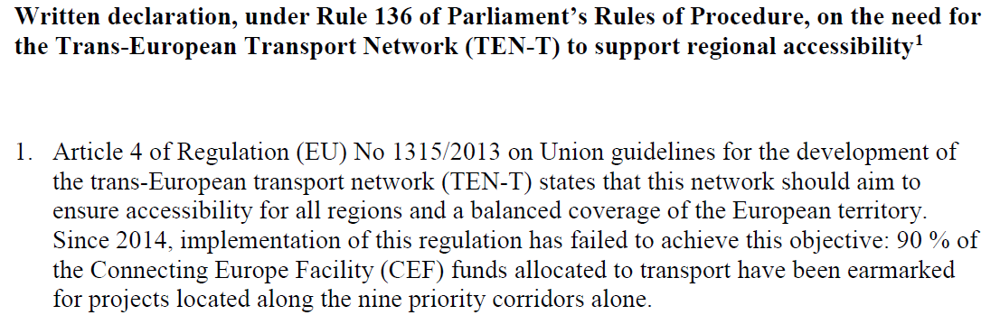 Written declaration, under Rule 136 of Parliament’s Rules of Procedure, on the need for
the Trans-European Transport Network (TEN-T) to support regional accessibility¹
1. Article 4 of Regulation (EU) No 1315/2013 on Union guidelines for the development of
the trans-European transport network (TEN-T) states that this network should aim to
ensure accessibility for all regions and a balanced coverage of the European territory.
Since 2014, implementation of this regulation has failed to achieve this objective: 90 % of
the Connecting Europe Facility (CEF) funds allocated to transport have been earmarked
for projects located along the nine priority corridors alone.